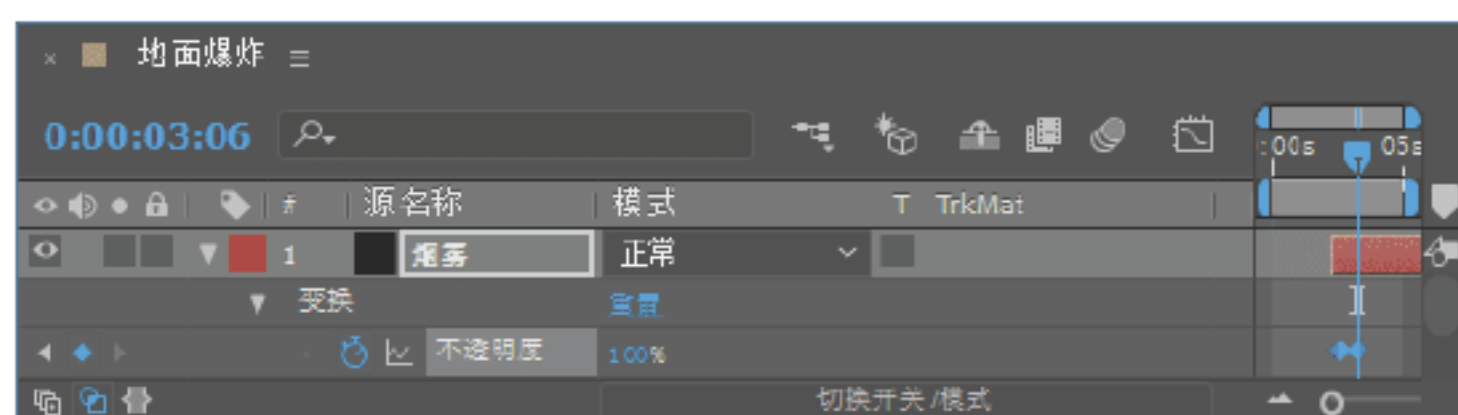 地面爆炸
0:00:03:06
:00s 05s
# 源名称 模式 T TrkMat
1 烟雾 正常
变换 重置
不透明度 100%
切换开关/模式